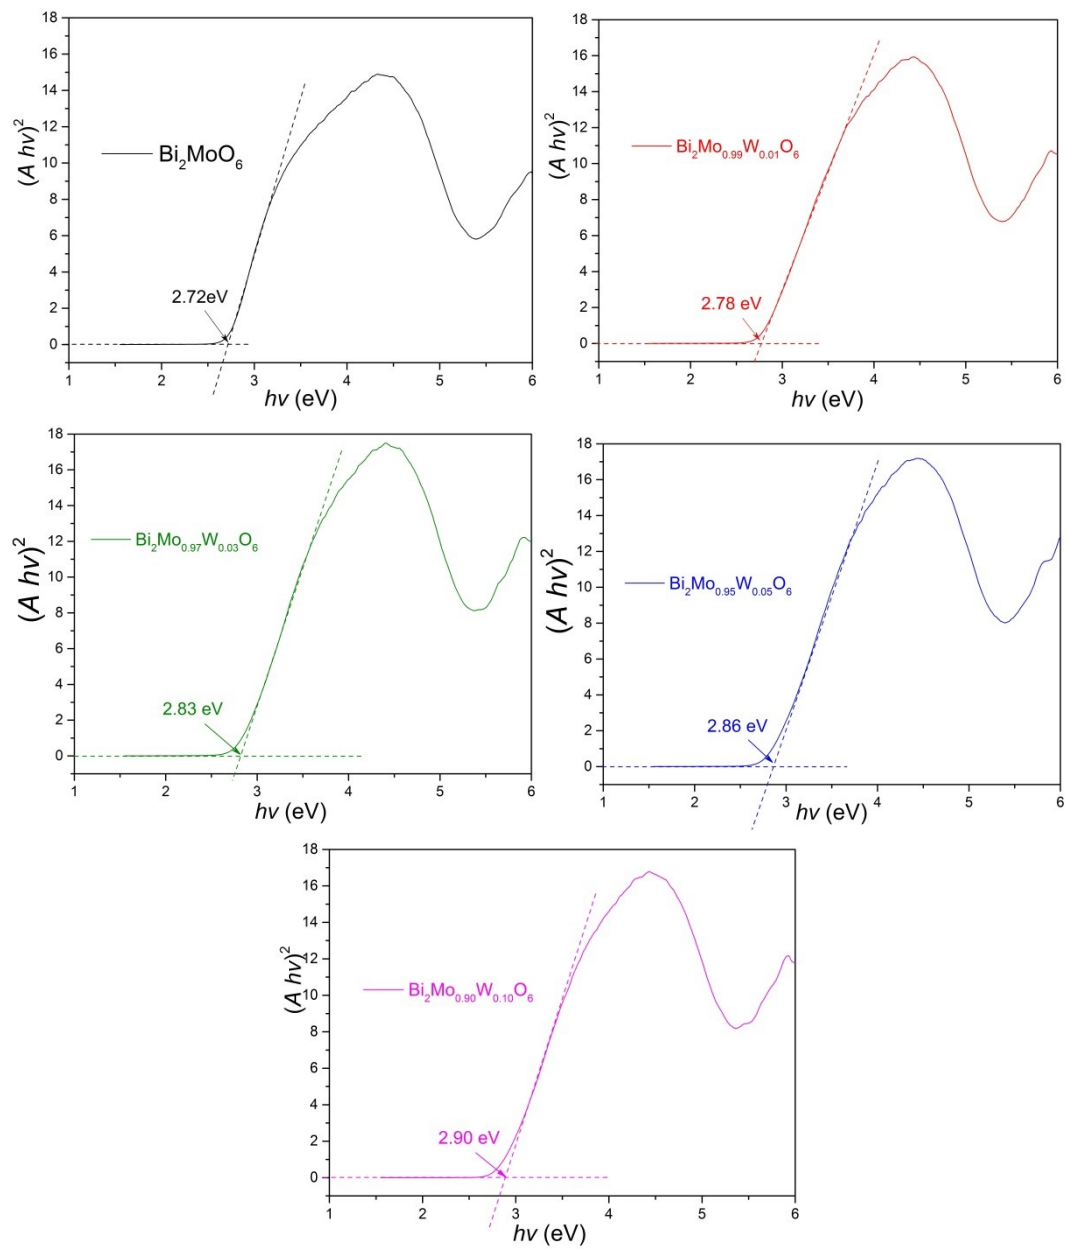 18
16
14
12
10
8
6
4
2
0
(A hν)²
Bi₂MoO₆
2.72eV
1 2 3 4 5 6
hν (eV)
18
16
14
12
10
8
6
4
2
0
(A hν)²
Bi₂Mo₀.₉₉W₀.₀₁O₆
2.78 eV
1 2 3 4 5 6
hν (eV)
18
16
14
12
10
8
6
4
2
0
(A hν)²
Bi₂Mo₀.₉₇W₀.₀₃O₆
2.83 eV
1 2 3 4 5 6
hν (eV)
18
16
14
12
10
8
6
4
2
0
(A hν)²
Bi₂Mo₀.₉₅W₀.₀₅O₆
2.86 eV
1 2 3 4 5 6
hν (eV)
18
16
14
12
10
8
6
4
2
0
(A hν)²
Bi₂Mo₀.₉₀W₀.₁₀O₆
2.90 eV
1 2 3 4 5 6
hν (eV)